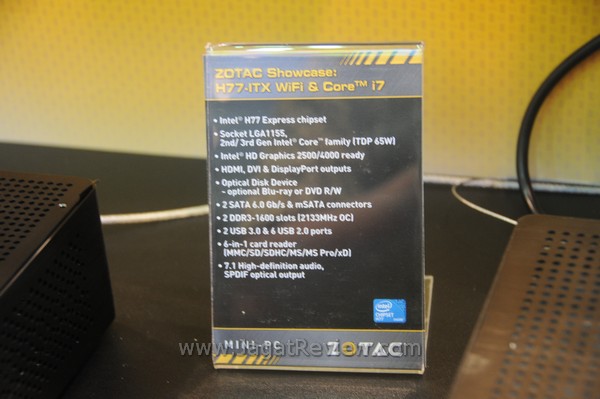 ZOTAC Showcase:
H77-ITX WiFi & Core™ i7
• Intel® H77 Express chipset
• Socket LGA1155,
2nd/ 3rd Gen Intel® Core™ family (TDP 65W)
• Intel® HD Graphics 2500/4000 ready
• HDMI, DVI & DisplayPort outputs
• Optical Disk Device
- optional Blu-ray or DVD R/W
• 2 SATA 6.0 Gb/s & mSATA connectors
• 2 DDR3-1600 slots (2133MHz OC)
• 2 USB 3.0 & 6 USB 2.0 ports
• 6-in-1 card reader
(MMC/SD/SDHC/MS/MS Pro/xD)
• 7.1 High-definition audio,
SPDIF optical output
intel
MINI-PC ZOTAC
www.JagatReview.com